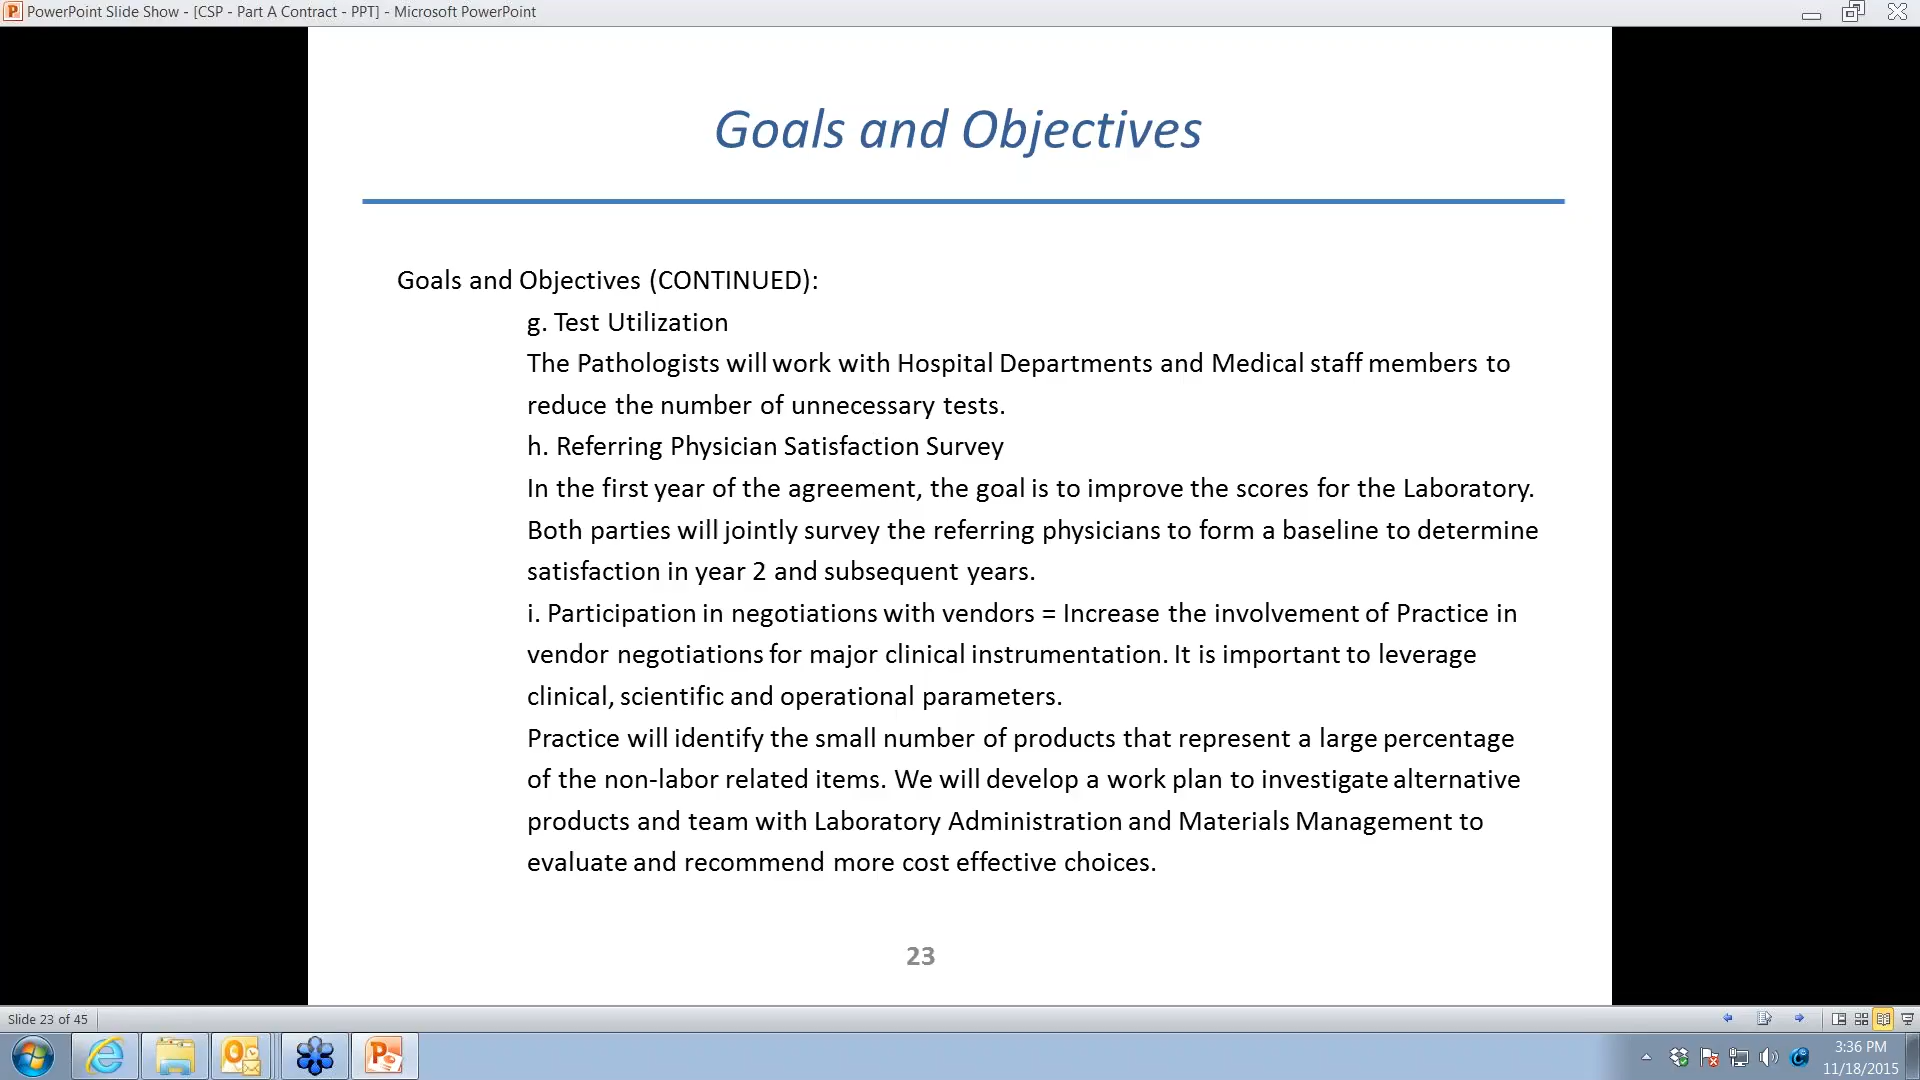 PowerPoint Slide Show - [CSP - Part A Contract - PPT] - Microsoft PowerPoint
Goals and Objectives
Goals and Objectives (CONTINUED):
g. Test Utilization
The Pathologists will work with Hospital Departments and Medical staff members to
reduce the number of unnecessary tests.
h. Referring Physician Satisfaction Survey
In the first year of the agreement, the goal is to improve the scores for the Laboratory.
Both parties will jointly survey the referring physicians to form a baseline to determine
satisfaction in year 2 and subsequent years.
i. Participation in negotiations with vendors = Increase the involvement of Practice in
vendor negotiations for major clinical instrumentation. It is important to leverage
clinical, scientific and operational parameters.
Practice will identify the small number of products that represent a large percentage
of the non-labor related items. We will develop a work plan to investigate alternative
products and team with Laboratory Administration and Materials Management to
evaluate and recommend more cost effective choices.
23
Slide 23 of 45
3:36 PM
11/18/2015